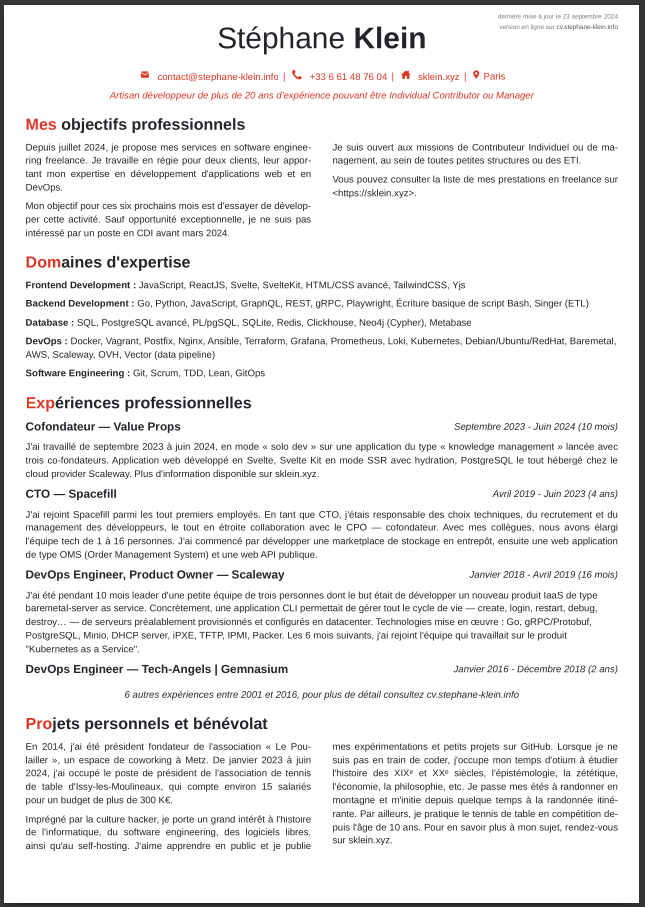 dernière mise à jour le 23 septembre 2024
version en ligne sur cv.stephane-klein.info
Stéphane Klein
contact@stephane-klein.info | +33 6 61 48 76 04 | sklein.xyz | Paris
Artisan développeur de plus de 20 ans d'expérience pouvant être Individual Contributor ou Manager
Mes objectifs professionnels
Depuis juillet 2024, je propose mes services en software enginee-
ring freelance. Je travaille en régie pour deux clients, leur appor-
tant mon expertise en développement d'applications web et en
DevOps.
Mon objectif pour ces six prochains mois est d'essayer de dévelop-
per cette activité. Sauf opportunité exceptionnelle, je ne suis pas
intéressé par un poste en CDI avant mars 2024.
Je suis ouvert aux missions de Contributeur Individuel ou de ma-
nagement, au sein de toutes petites structures ou des ETI.
Vous pouvez consulter la liste de mes prestations en freelance sur
<https://sklein.xyz>.
Domaines d'expertise
Frontend Development : JavaScript, ReactJS, Svelte, SvelteKit, HTML/CSS avancé, TailwindCSS, Yjs
Backend Development : Go, Python, JavaScript, GraphQL, REST, gRPC, Playwright, Écriture basique de script Bash, Singer (ETL)
Database : SQL, PostgreSQL avancé, PL/pgSQL, SQLite, Redis, Clickhouse, Neo4j (Cypher), Metabase
DevOps : Docker, Vagrant, Postfix, Nginx, Ansible, Terraform, Grafana, Prometheus, Loki, Kubernetes, Debian/Ubuntu/RedHat, Baremetal,
AWS, Scaleway, OVH, Vector (data pipeline)
Software Engineering : Git, Scrum, TDD, Lean, GitOps
Expériences professionnelles
Cofondateur — Value Props Septembre 2023 - Juin 2024 (10 mois)
J'ai travaillé de septembre 2023 à juin 2024, en mode « solo dev » sur une application du type « knowledge management » lancée avec
trois co-fondateurs. Application web développé en Svelte, Svelte Kit en mode SSR avec hydration, PostgreSQL le tout hébergé chez le
cloud provider Scaleway. Plus d'information disponible sur sklein.xyz.
CTO — Spacefill Avril 2019 - Juin 2023 (4 ans)
J'ai rejoint Spacefill parmi les tout premiers employés. En tant que CTO, j'étais responsable des choix techniques, du recrutement et du
management des développeurs, le tout en étroite collaboration avec le CPO — cofondateur. Avec mes collègues, nous avons élargi
l'équipe tech de 1 à 16 personnes. J'ai commencé par développer une marketplace de stockage en entrepôt, ensuite une web application
de type OMS (Order Management System) et une web API publique.
DevOps Engineer, Product Owner — Scaleway Janvier 2018 - Avril 2019 (16 mois)
J'ai été pendant 10 mois leader d'une petite équipe de trois personnes dont le but était de développer un nouveau produit IaaS de type
baremetal-server as service. Concrètement, une application CLI permettait de gérer tout le cycle de vie — create, login, restart, debug,
destroy… — de serveurs préalablement provisionés et configurés en datacenter. Technologies mise en œuvre : Go, gRPC/Protobuf,
PostgreSQL, Minio, DHCP server, iPXE, TFTP, IPMI, Packer. Les 6 mois suivants, j'ai rejoint l'équipe qui travaillait sur le produit
"Kubernetes as a Service".
DevOps Engineer — Tech-Angels | Gemnasium Janvier 2016 - Décembre 2018 (2 ans)
6 autres expériences entre 2001 et 2016, pour plus de détail consultez cv.stephane-klein.info
Projets personnels et bénévolat
En 2014, j'ai été président fondateur de l'association « Le Pou-
lailler », un espace de coworking à Metz. De janvier 2023 à juin
2024, j'ai occupé le poste de président de l'association de tennis
de table d'Issy-les-Moulineaux, qui compte environ 15 salariés
pour un budget de plus de 300 K€.
Imprégné par la culture hacker, je porte un grand intérêt à l'histoire
de l'informatique, du software engineering, des logiciels libres,
ainsi qu'au self-hosting. J'aime apprendre en public et je publie
mes expérimentations et petits projets sur GitHub. Lorsque je ne
suis pas en train de coder, j'occupe mon temps d'otium à étudier
l'histoire des XIXᵉ et XXᵉ siècles, l'épistémologie, la zététique,
l'économie, la philosophie, etc. Je passe mes étés à randonner en
montagne et m'initie depuis quelque temps à la randonnée itiné-
rante. Par ailleurs, je pratique le tennis de table en compétition de-
puis l'âge de 10 ans. Pour en savoir plus à mon sujet, rendez-vous
sur sklein.xyz.